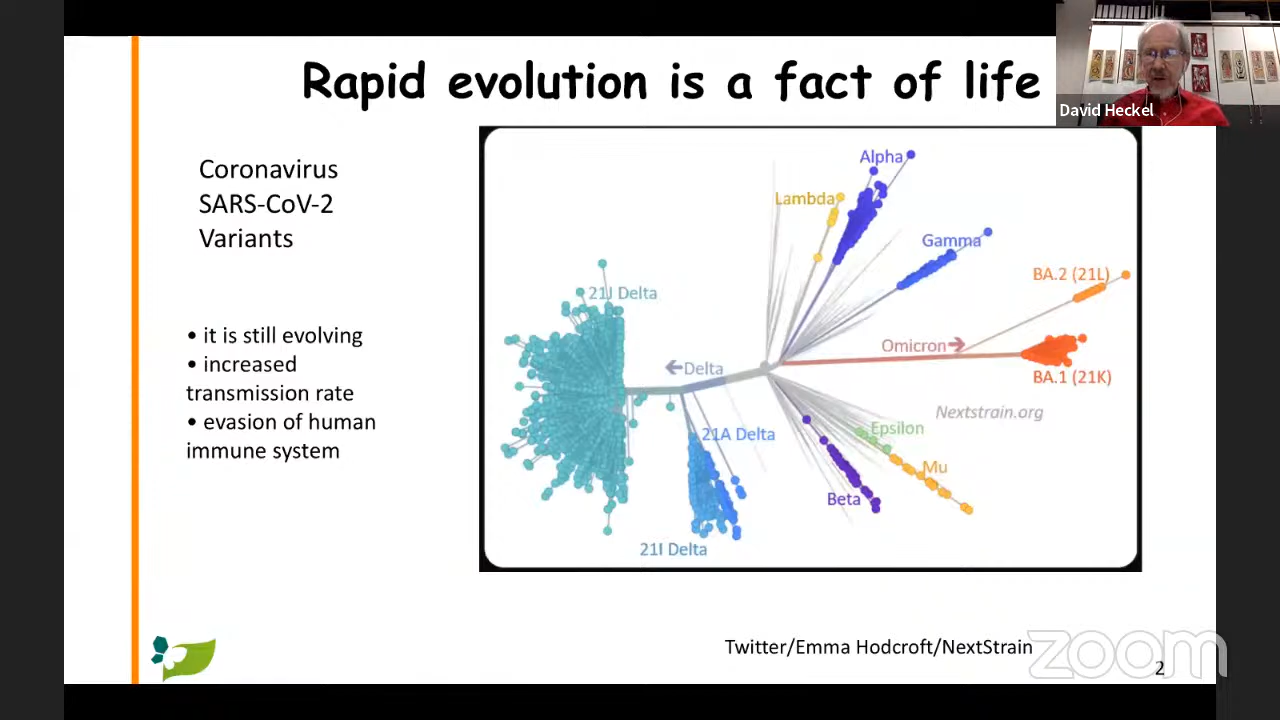 Rapid evolution is a fact of life
David Heckel
Coronavirus
SARS-CoV-2
Variants
• it is still evolving
• increased
transmission rate
• evasion of human
immune system
Alpha
Lambda
Gamma
BA.2 (21L)
21J Delta
Omicron→
←Delta
BA.1 (21K)
Nextstrain.org
Epsilon
21A Delta
Mu
Beta
21I Delta
Twitter/Emma Hodcroft/NextStrain
zoom
2